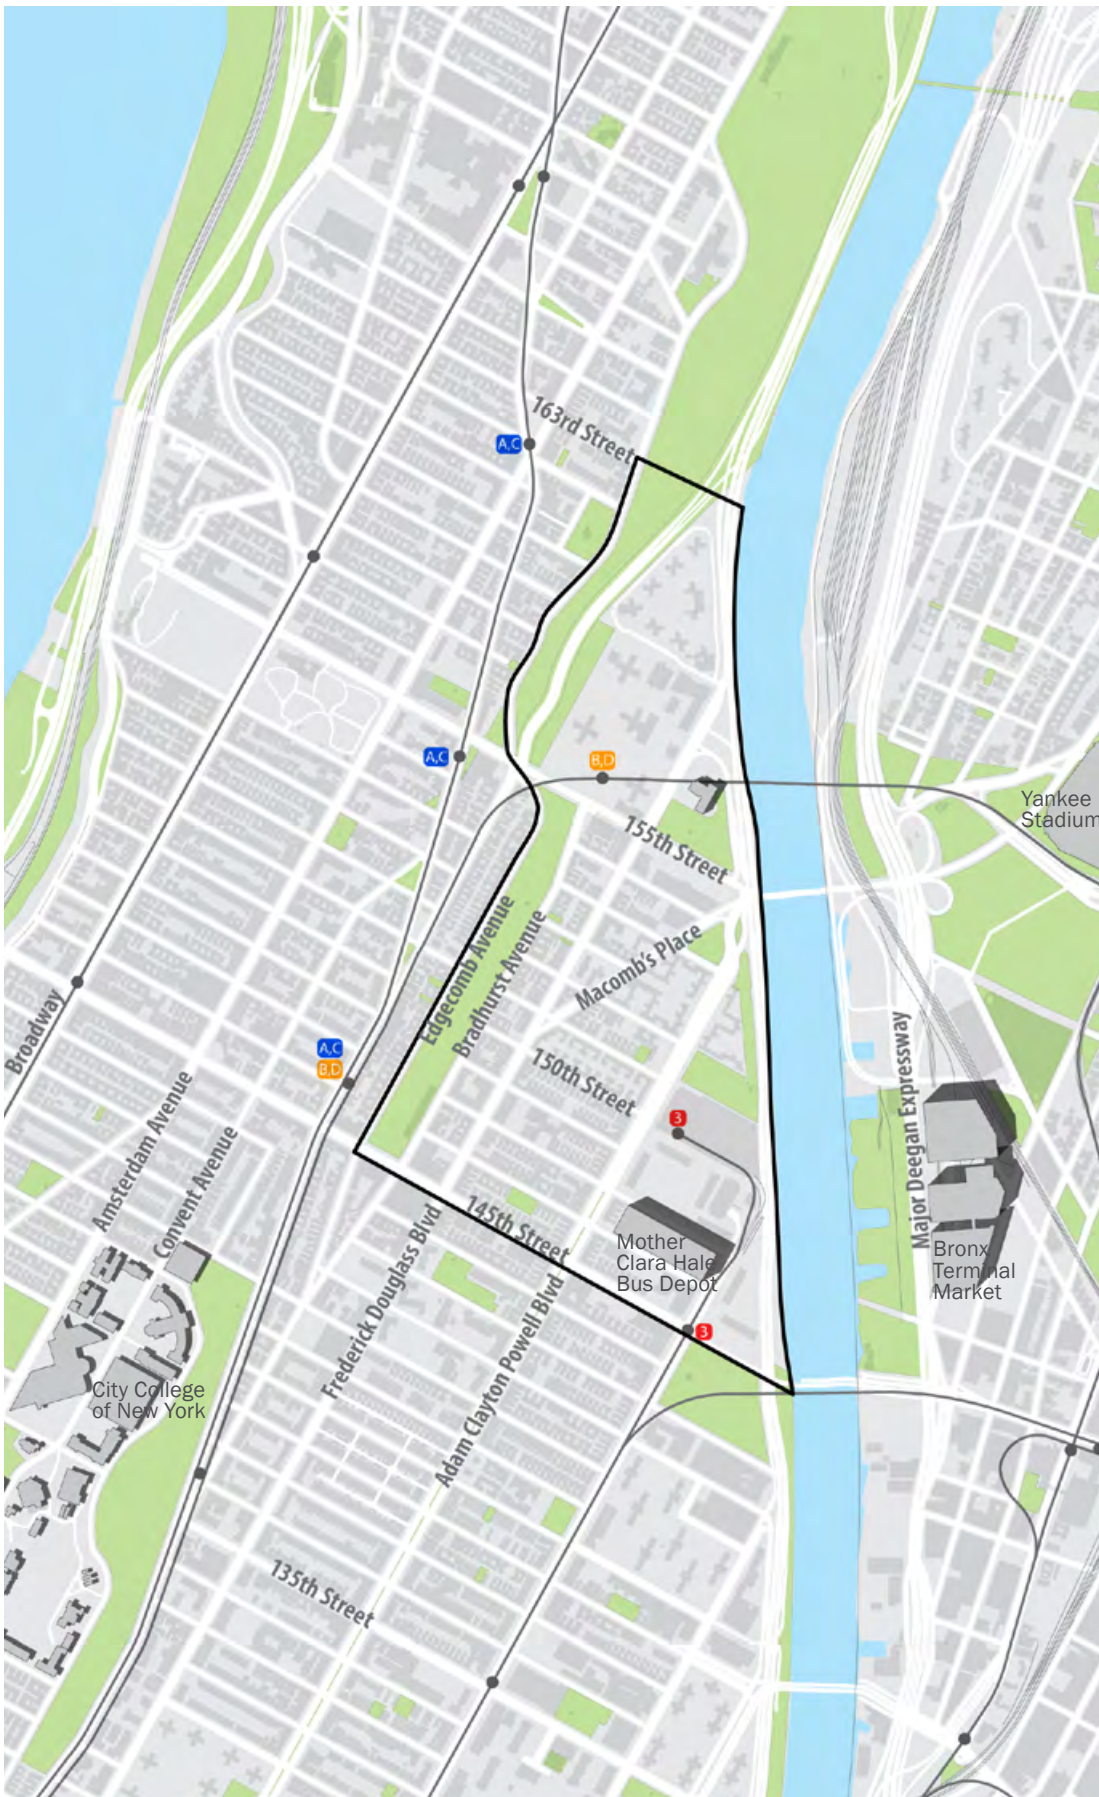 163rd Street
A,C
A,C
B,D
Yankee
Stadium
155th Street
Edgecomb Avenue
Bradhurst Avenue
Macomb's Place
Broadway
A,C
B,D
150th Street
Major Deegan Expressway
3
Amsterdam Avenue
Convent Avenue
145th Street
Frederick Douglass Blvd
Adam Clayton Powell Blvd
Mother
Clara Hale
Bus Depot
Bronx
Terminal
Market
3
City College
of New York
135th Street